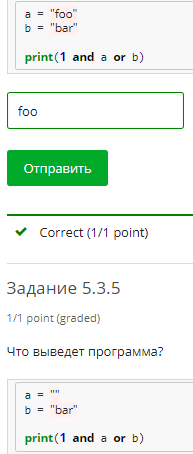 a = "foo"
b = "bar"
print(1 and a or b)
foo
Отправить
✔ Correct (1/1 point)
Задание 5.3.5
1/1 point (graded)
Что выведет программа?
a = ""
b = "bar"
print(1 and a or b)